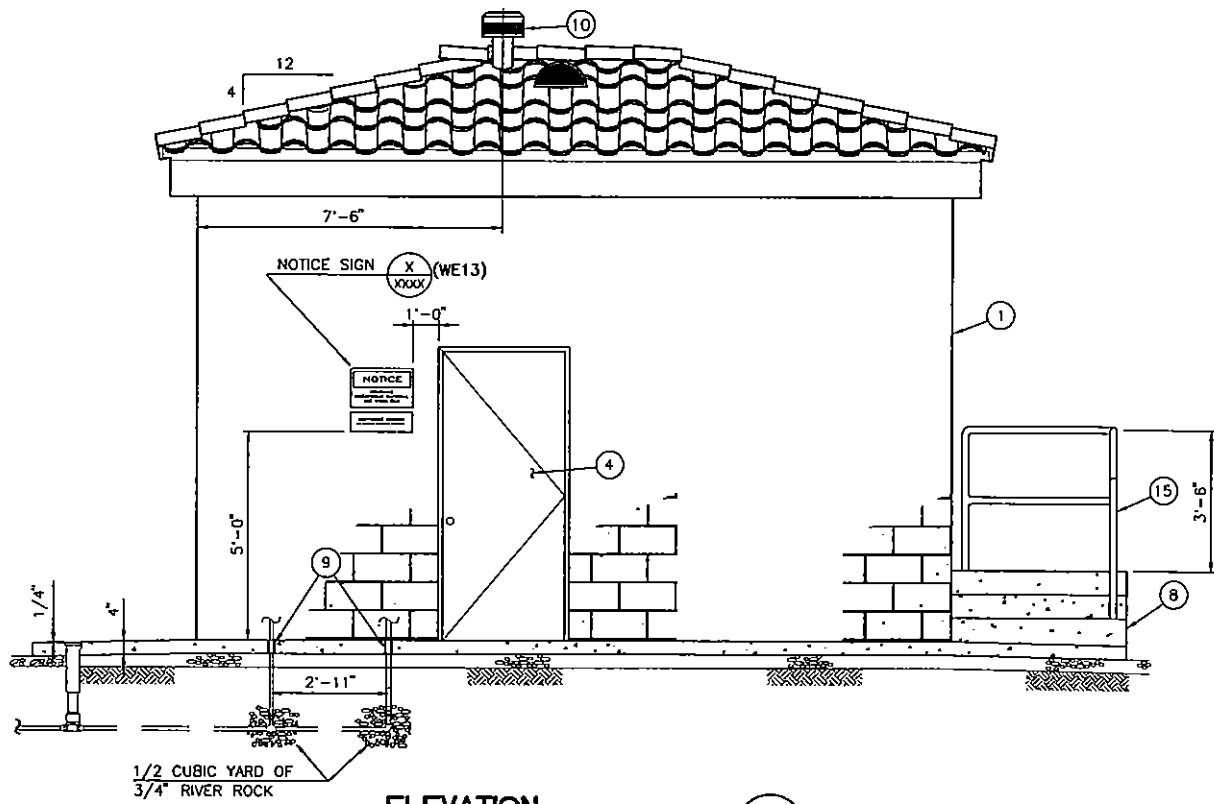 10
12
4
7'-6"
NOTICE SIGN
X
XXXX
(WE13)
1'-0"
1
NOTICE
4
15
3'-6"
5'-0"
9
8
1/4"
4"
2'-11"
1/2 CUBIC YARD OF
3/4" RIVER ROCK
ELEVATION